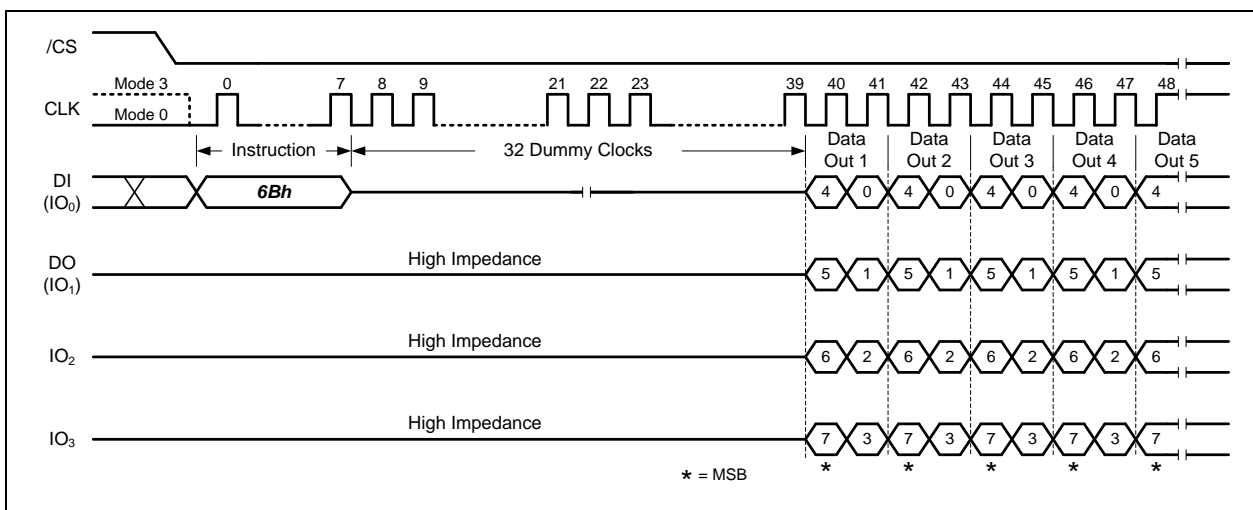 /CS
Mode 3 0 7 8 9 21 22 23 39 40 41 42 43 44 45 46 47 48
CLK
Mode 0
Instruction 32 Dummy Clocks Data Out 1 Data Out 2 Data Out 3 Data Out 4 Data Out 5
DI
(IO0)
6Bh 4 0 4 0 4 0 4 0 4
High Impedance
DO
(IO1)
5 1 5 1 5 1 5 1 5
High Impedance
IO2 6 2 6 2 6 2 6 2 6
High Impedance
IO3 7 3 7 3 7 3 7 3 7
* = MSB * * * * *